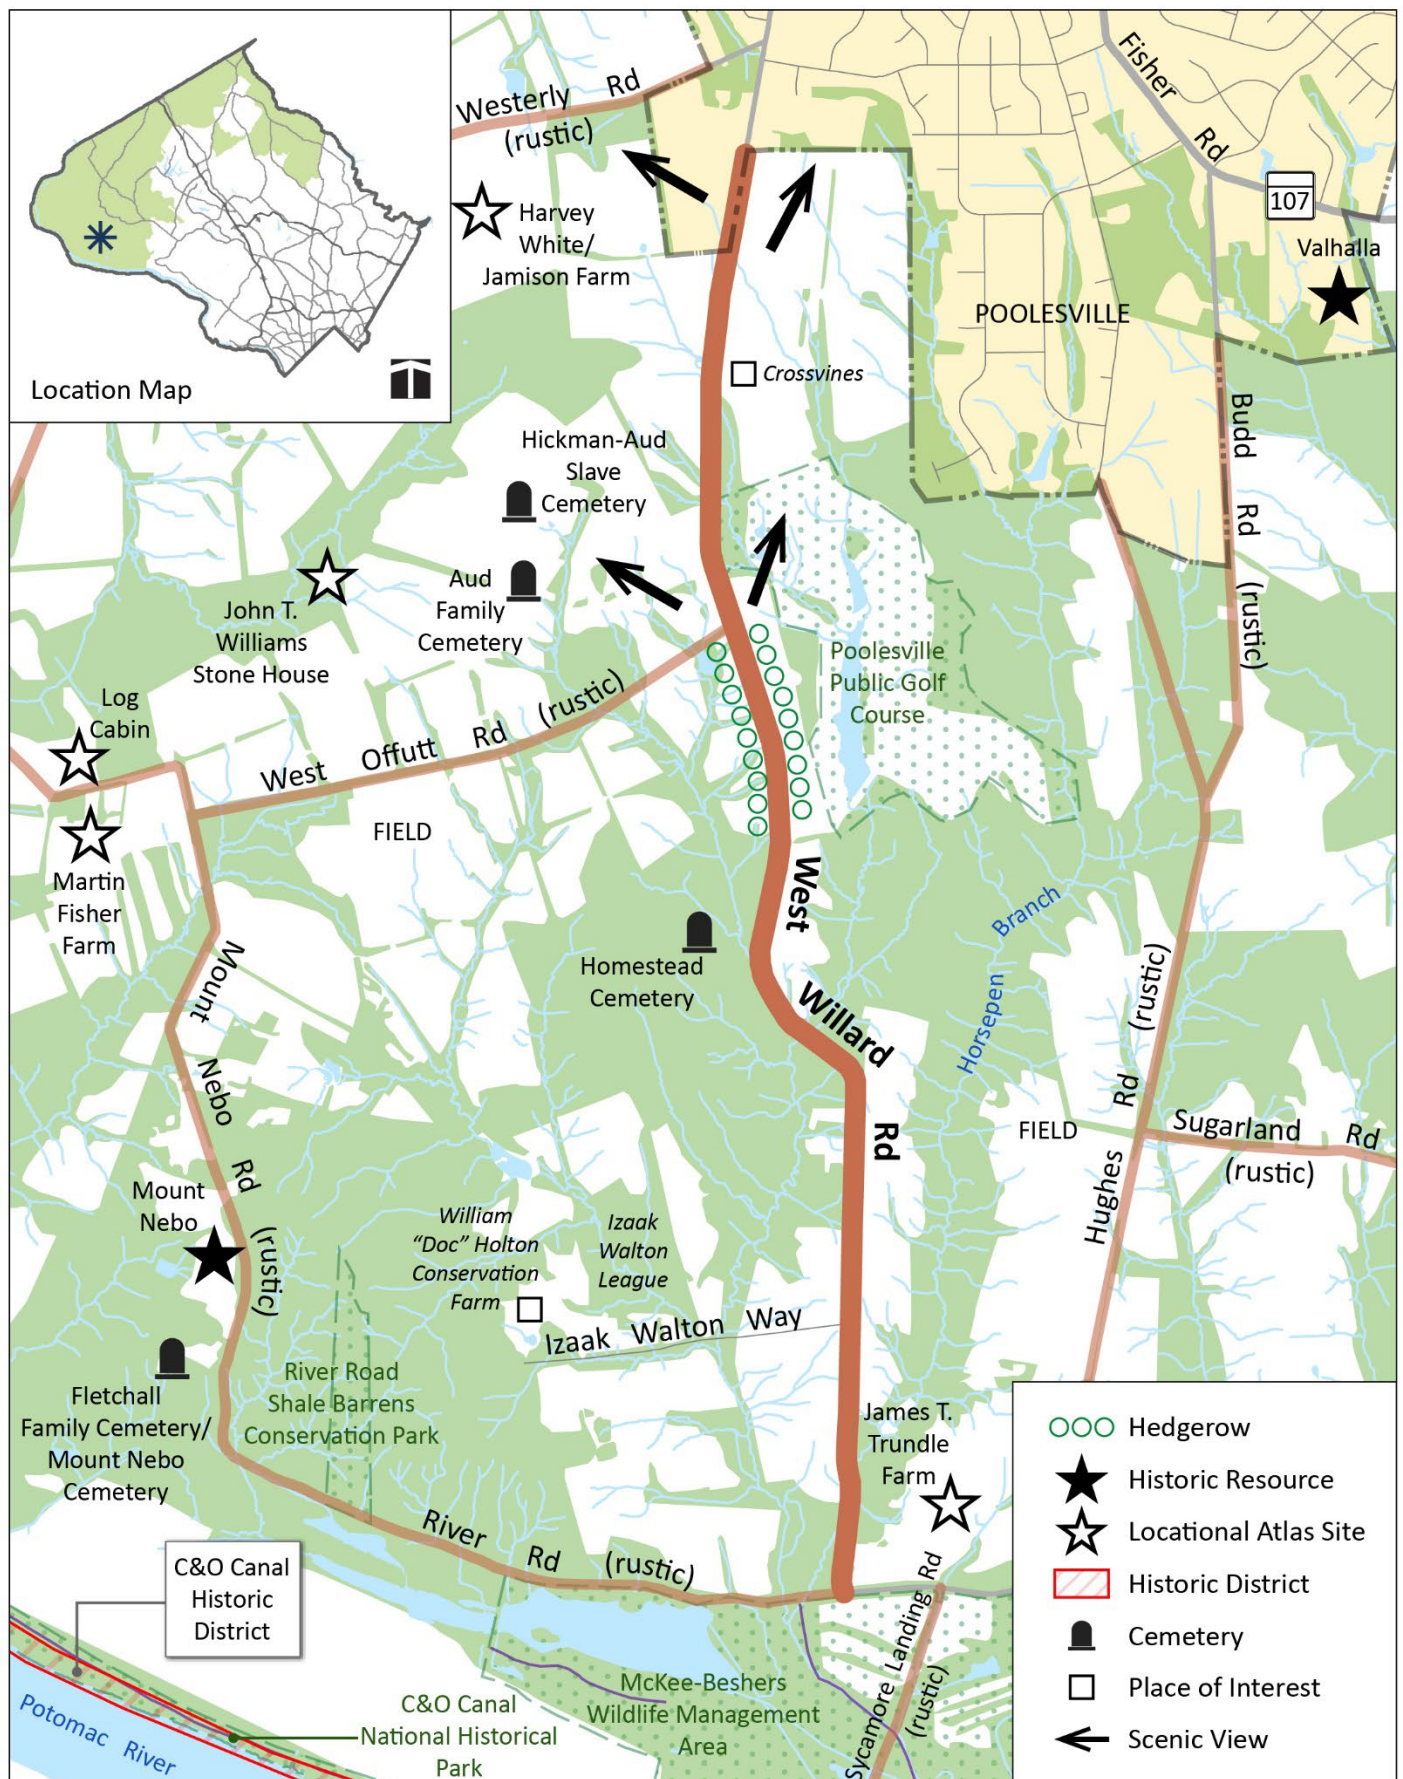 Location Map
Westerly Rd
(rustic)
Fisher Rd
107
Harvey
White/
Jamison Farm
Valhalla
POOLESVILLE
Crossvines
Budd Rd (rustic)
Hickman-Aud
Slave
Cemetery
Aud
Family
Cemetery
John T.
Williams
Stone House
Poolesville
Public Golf
Course
Log
Cabin
West Offutt Rd (rustic)
FIELD
Martin
Fisher
Farm
West Willard Rd
Horsepen Branch
Homestead
Cemetery
Mount Nebo Rd (rustic)
Hughes Rd (rustic)
FIELD
Sugarland Rd
(rustic)
Mount
Nebo
William
“Doc” Holton
Conservation
Farm
Izaak
Walton
League
Izaak Walton Way
River Road
Shale Barrens
Conservation Park
Fletchall
Family Cemetery/
Mount Nebo
Cemetery
James T.
Trundle
Farm
River Rd (rustic)
Sycamore Landing Rd
(rustic)
C&O Canal
Historic
District
McKee-Beshers
Wildlife Management
Area
C&O Canal
National Historical
Park
Potomac River
Hedgerow
Historic Resource
Locational Atlas Site
Historic District
Cemetery
Place of Interest
Scenic View